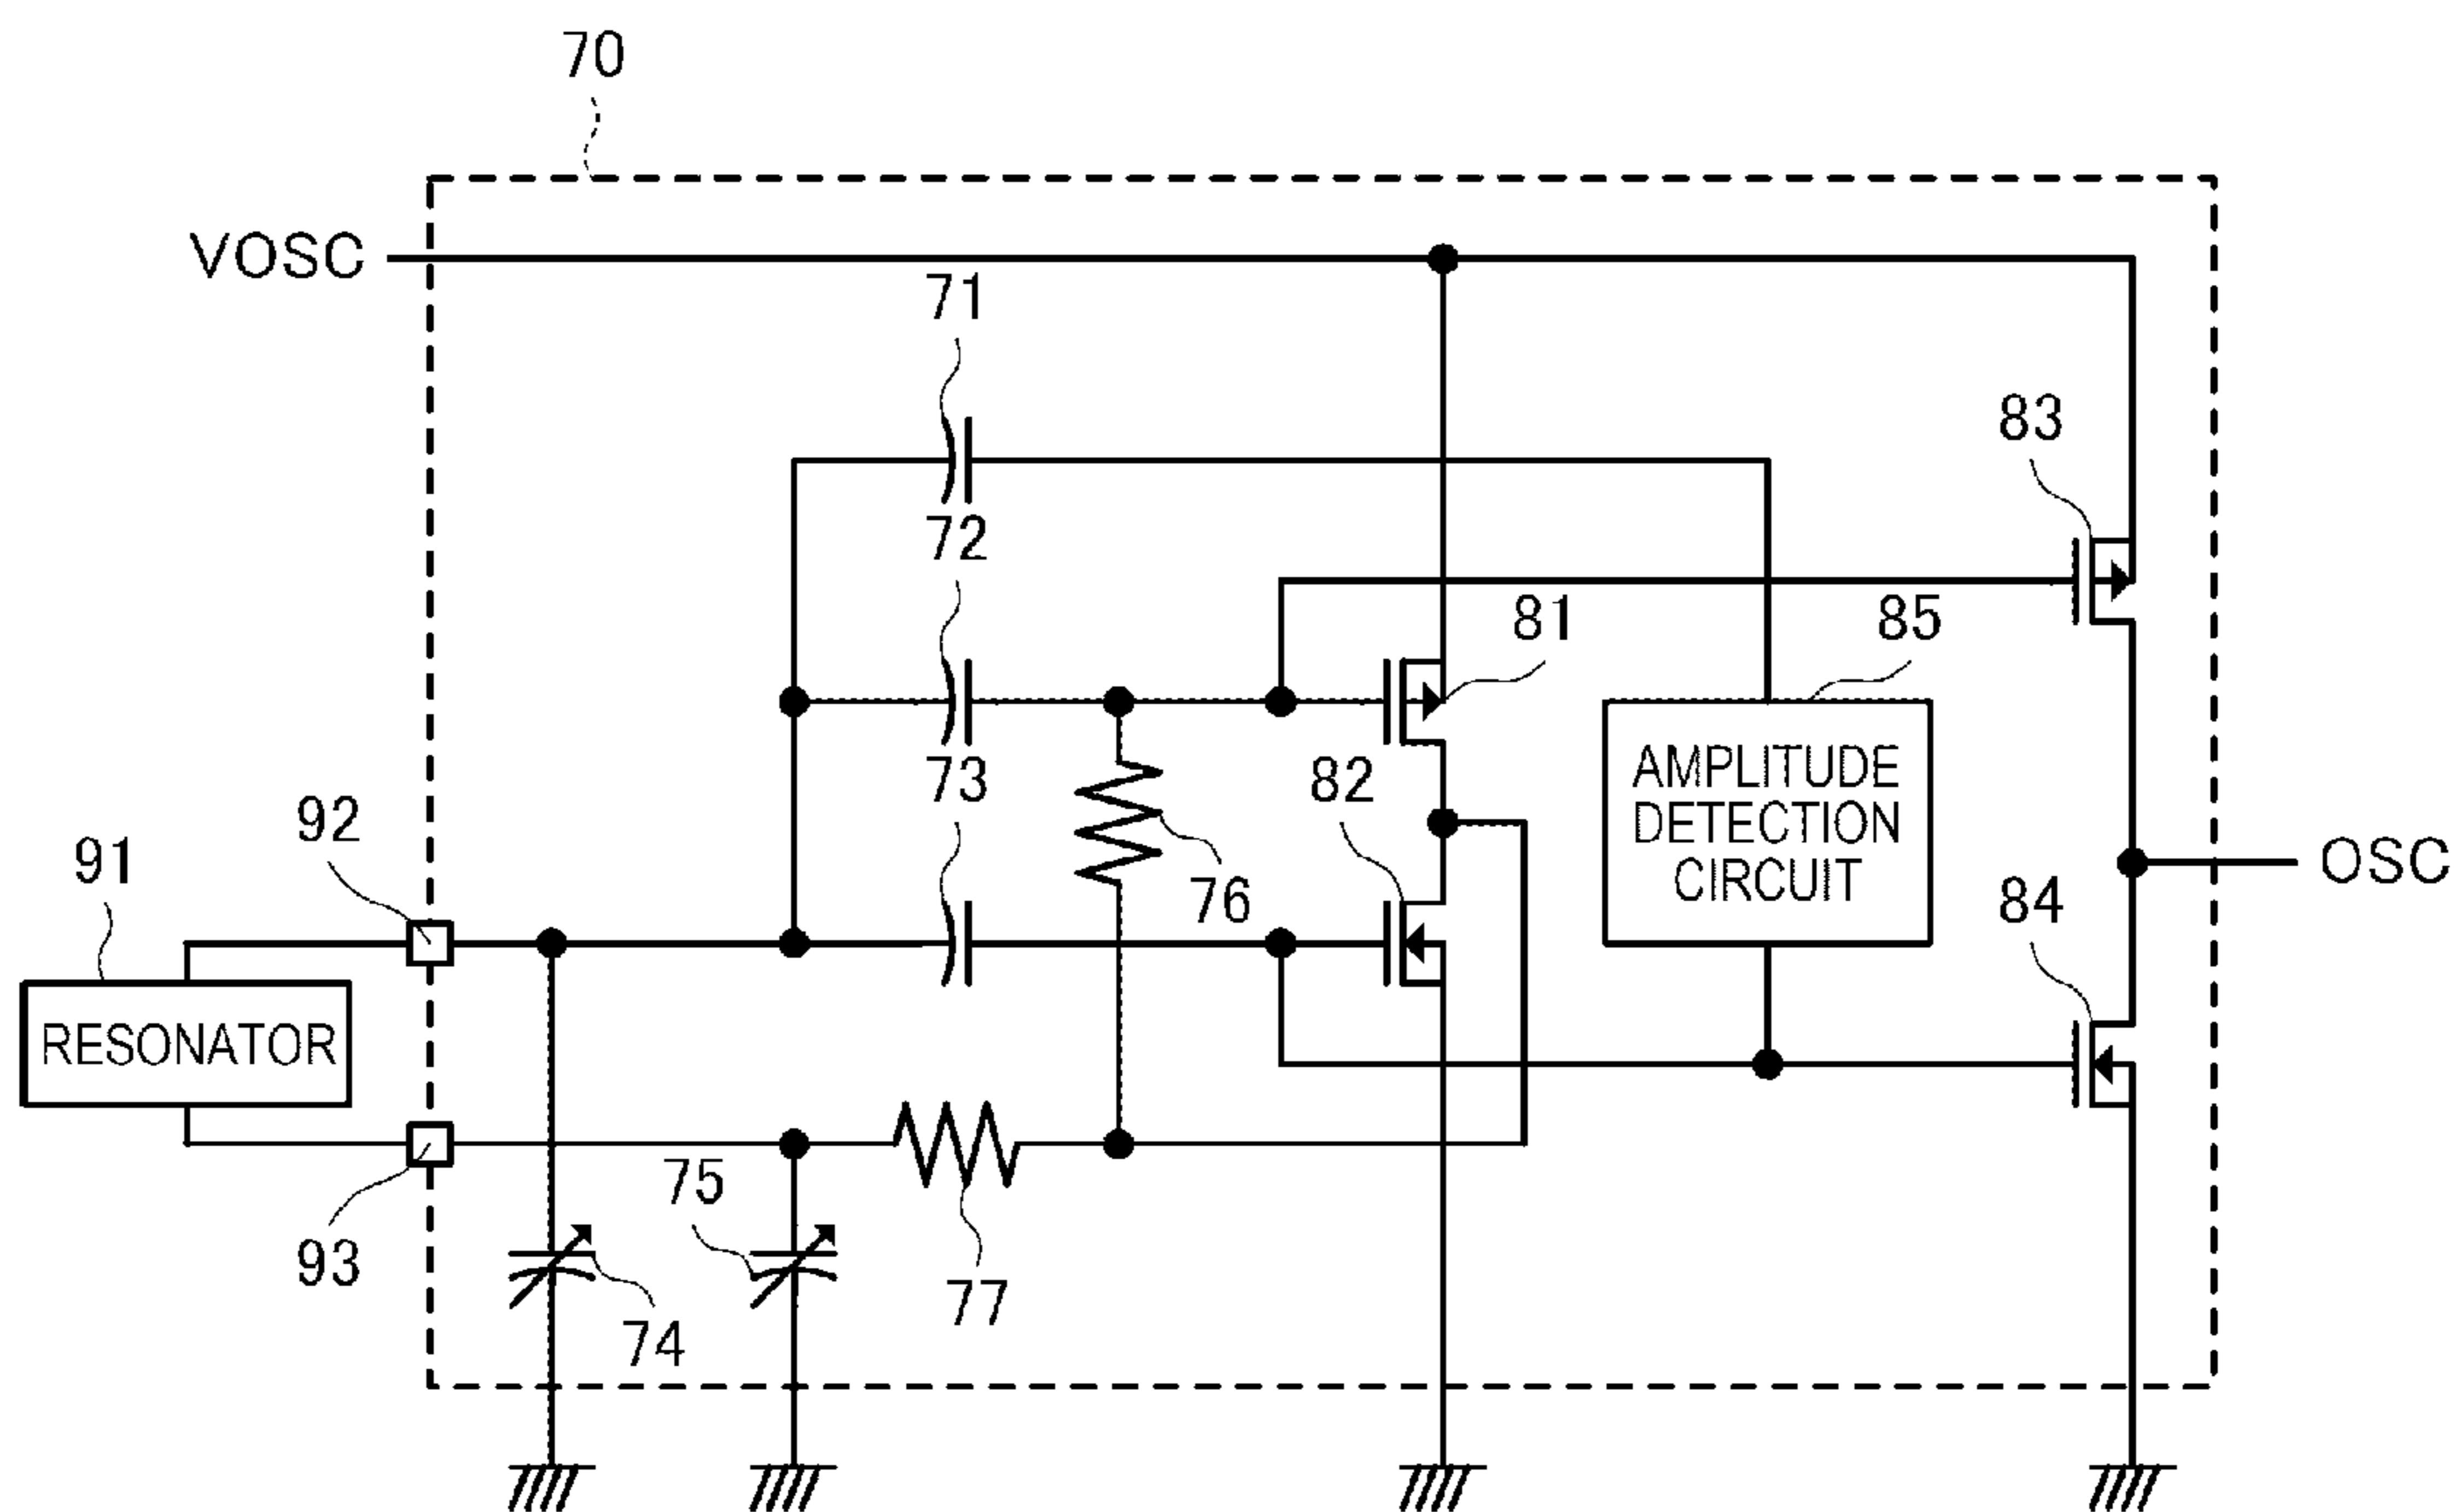 70
VOSC
71
83
72
81
85
73
82
AMPLITUDE
DETECTION
CIRCUIT
92
91
76
84
OSC
RESONATOR
75
93
74
77